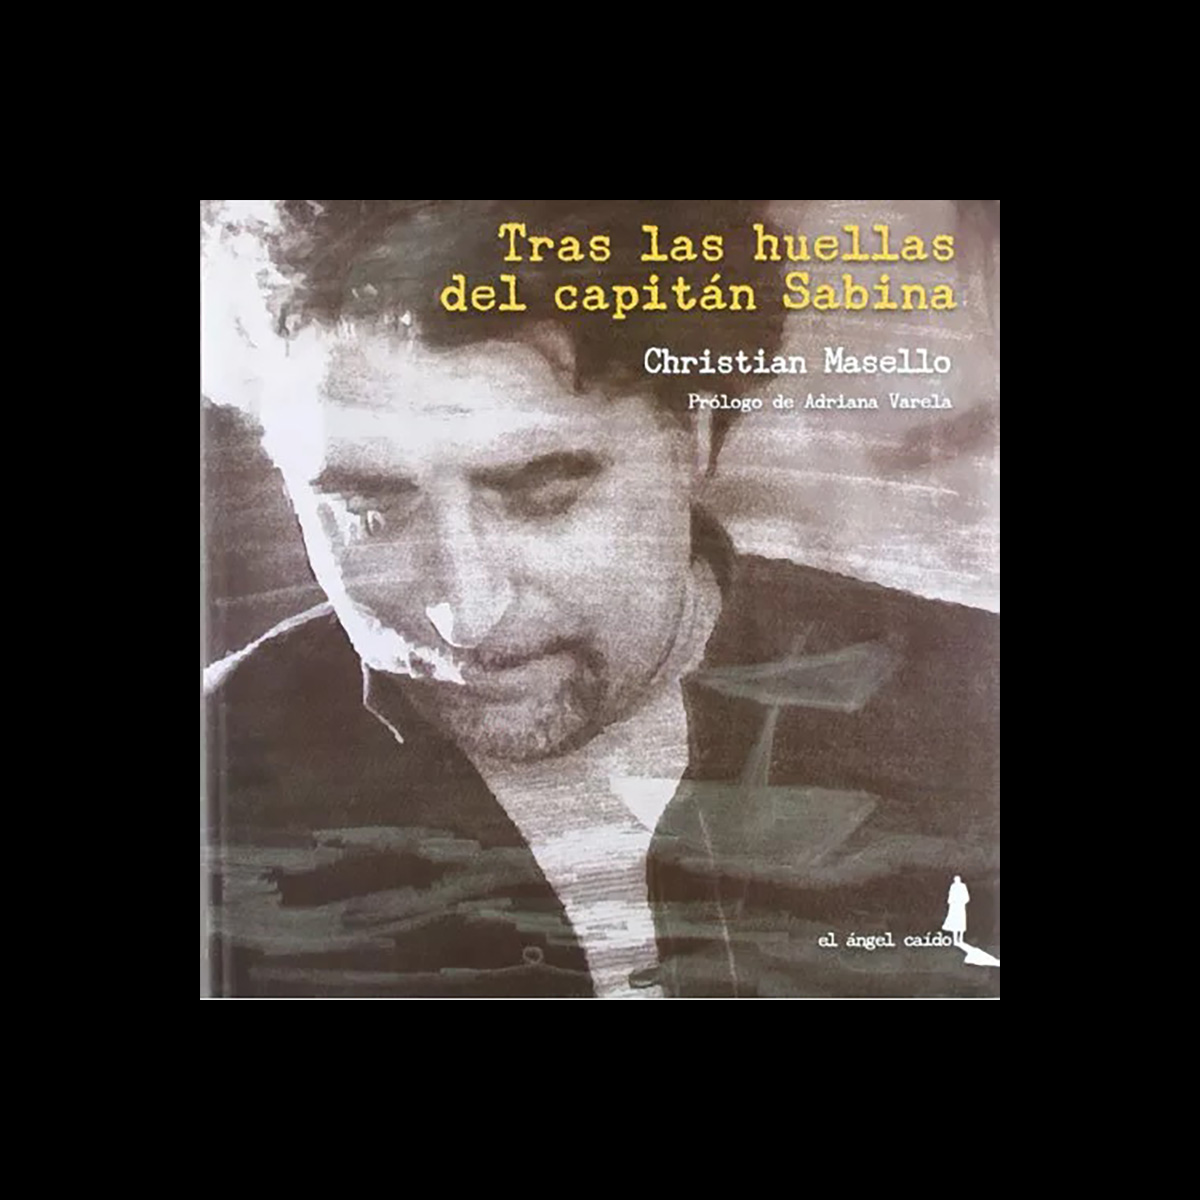 Tras las huellas
del capitán Sabina
Christian Masello
Prólogo de Adriana Varela
el ángel caído